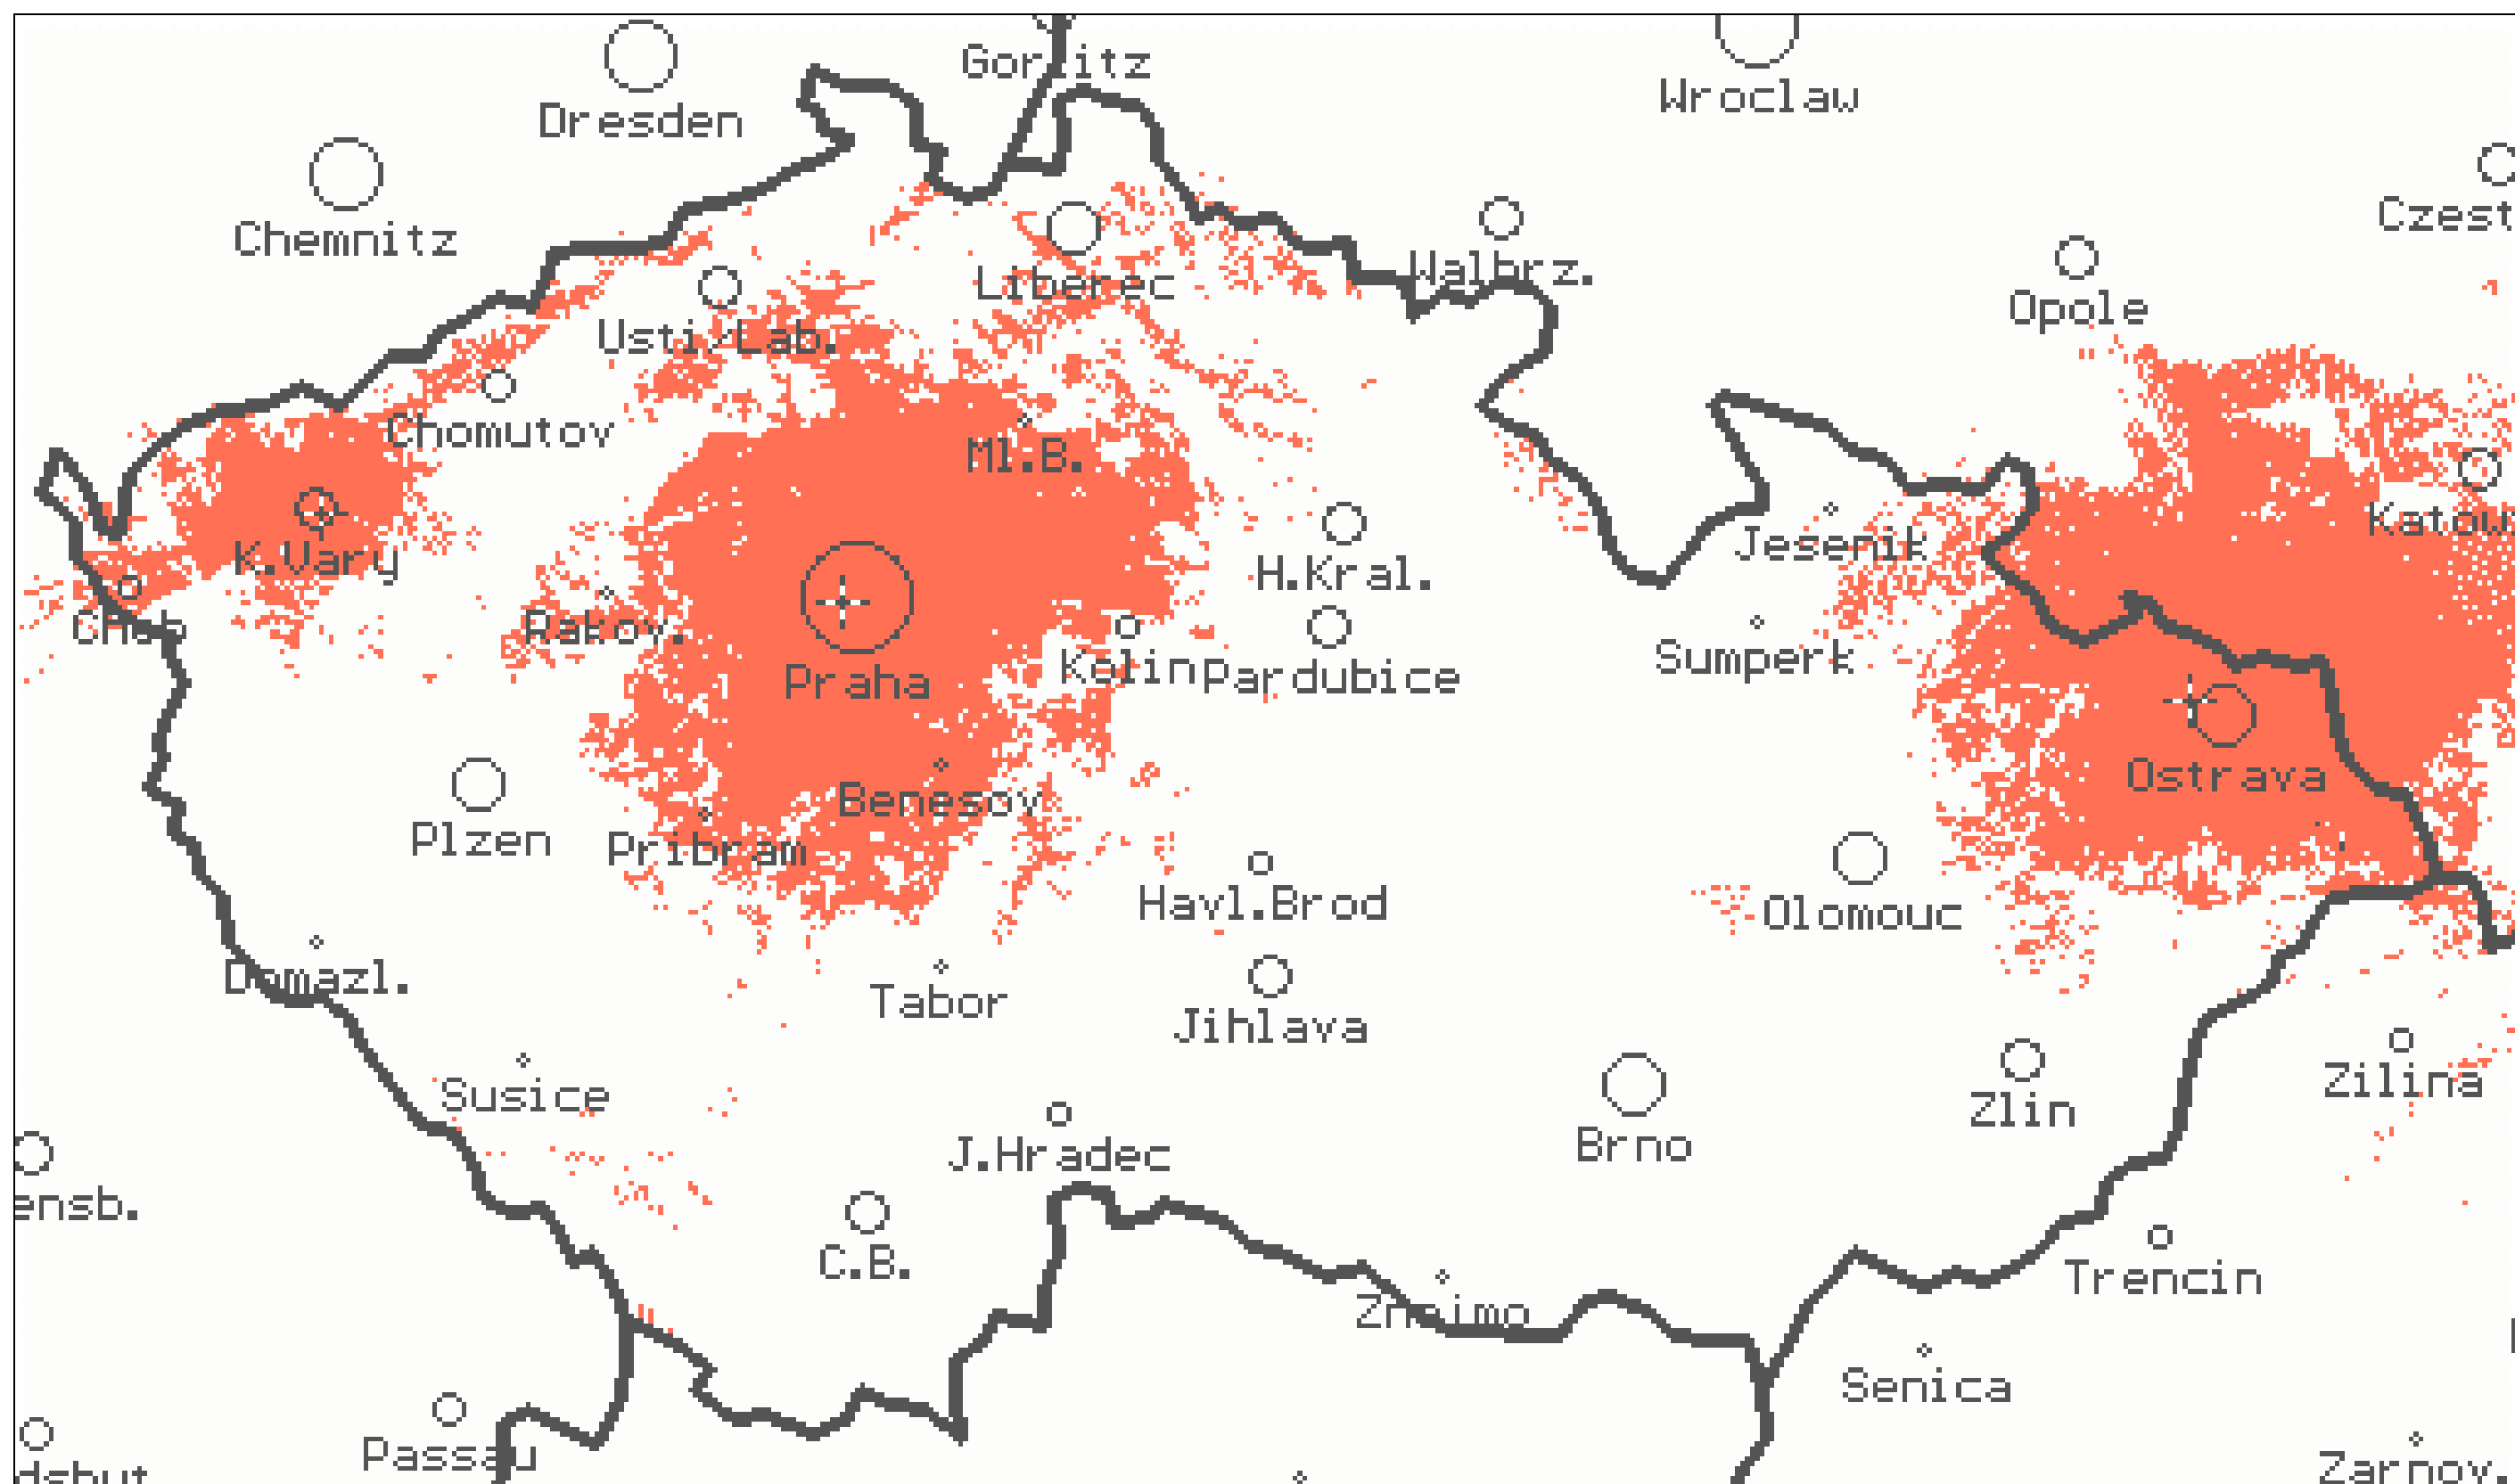 Gorlitz
Wroclaw
Dresden
Czest
Chemnitz
Walbrz.
Liberec
Opole
Usti/Lab.
Chomutov
Ml.B.
Katow
Jesenik
K.Vary
H.Kral.
Cheb
Rakov.
Sumperk
Kolin
Pardubice
Praha
Ostrava
Benesov
Plzen
Pribram
Havl.Brod
Olomouc
Domazl.
Tabor
Jihlava
Zilina
Susice
Zlin
Brno
J.Hradec
ensb.
C.B.
Trencin
Znojmo
Senica
Passau
Zarnov.